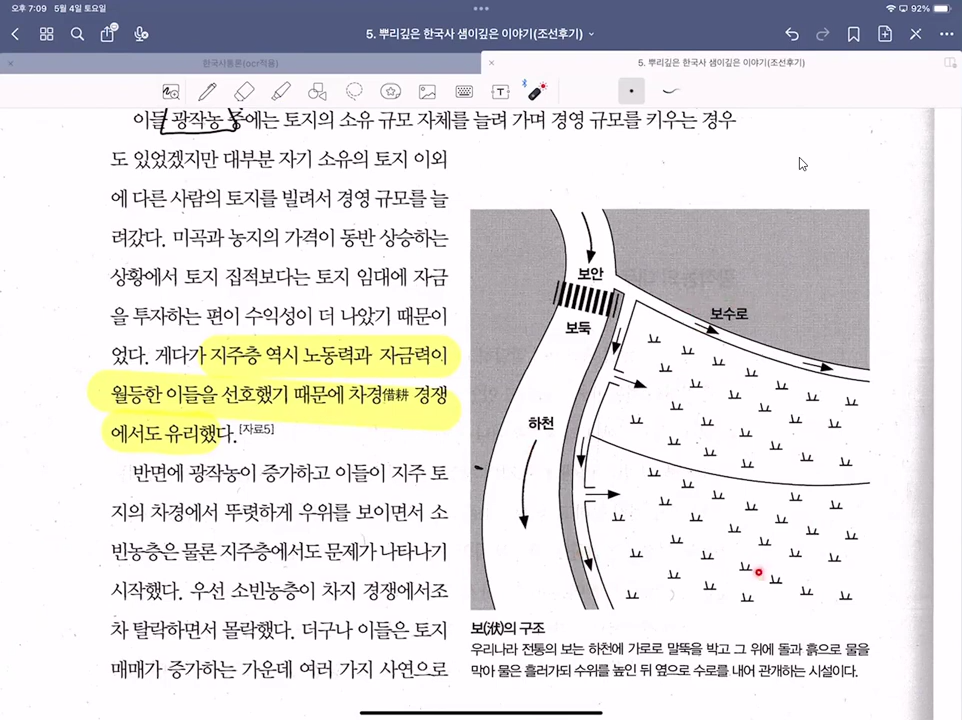 오후 7:09 5월 4일 토요일
92%
5. 뿌리깊은 한국사 샘이깊은 이야기(조선후기)
한국사통론(ocr적용)
5. 뿌리깊은 한국사 샘이깊은 이야기(조선후기)
이들 광작농 중에는 토지의 소유 규모 자체를 늘려 가며 경영 규모를 키우는 경우
도 있었겠지만 대부분 자기 소유의 토지 이외
에 다른 사람의 토지를 빌려서 경영 규모를 늘
려갔다. 미곡과 농지의 가격이 동반 상승하는
상황에서 토지 집적보다는 토지 임대에 자금
을 투자하는 편이 수익성이 더 나았기 때문이
었다. 게다가 지주층 역시 노동력과 자금력이
월등한 이들을 선호했기 때문에 차경借耕 경쟁
에서도 유리했다.[자료5]
반면에 광작농이 증가하고 이들이 지주 토
지의 차경에서 뚜렷하게 우위를 보이면서 소
빈농층은 물론 지주층에서도 문제가 나타나기
시작했다. 우선 소빈농층이 차지 경쟁에서조
차 탈락하면서 몰락했다. 더구나 이들은 토지
매매가 증가하는 가운데 여러 가지 사연으로
보안
보둑
보수로
하천
보(洑)의 구조
우리나라 전통의 보는 하천에 가로로 말뚝을 박고 그 위에 돌과 흙으로 물을
막아 물은 흘러가되 수위를 높인 뒤 옆으로 수로를 내어 관개하는 시설이다.